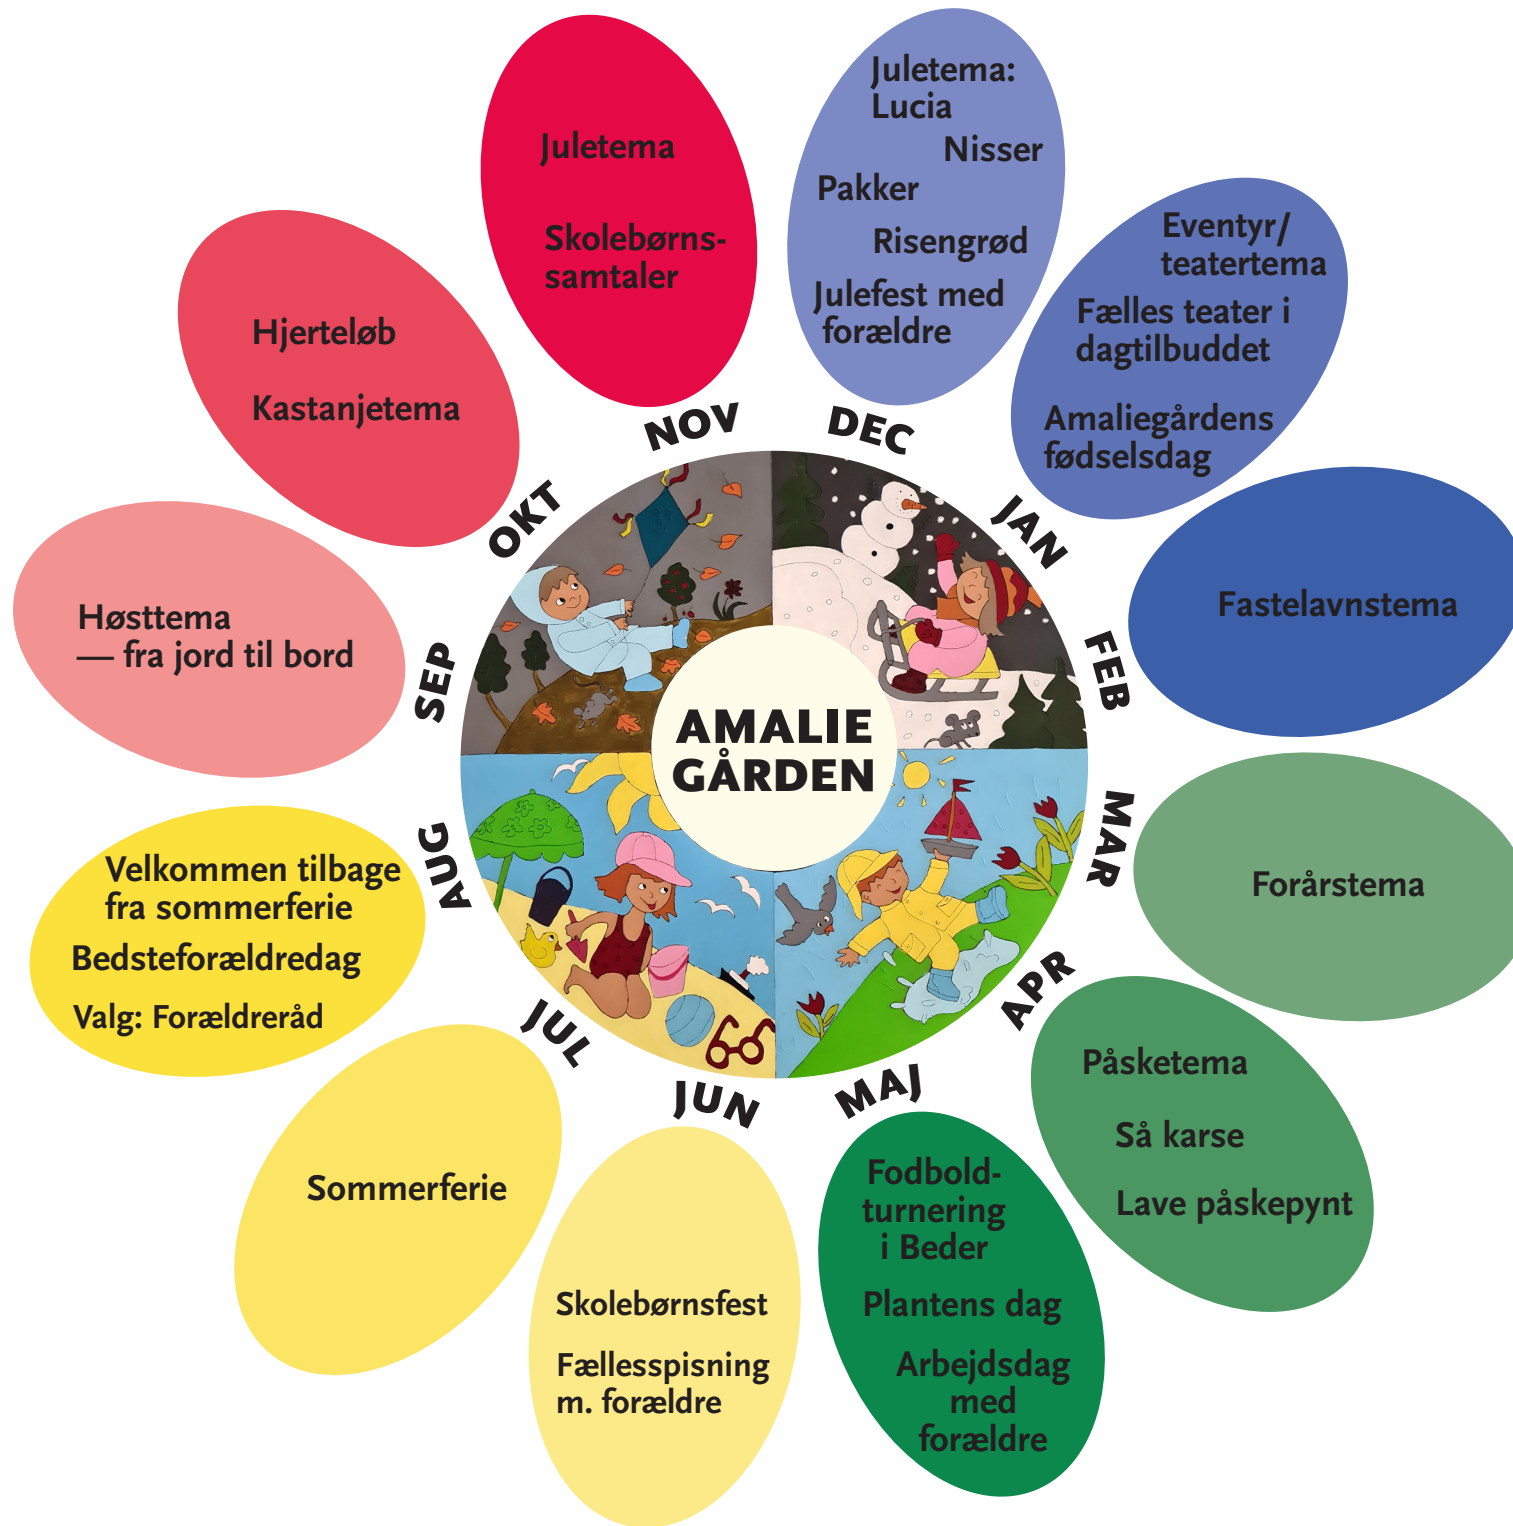 AMALIE
GÅRDEN
JAN
Eventyr/
teatertema
Fælles teater i
dagtilbuddet
Amaliegårdens
fødselsdag
FEB
Fastelavnstema
MAR
Forårstema
APR
Påsketema
Så karse
Lave påskepynt
MAJ
Fodbold-
turnering
i Beder
Plantens dag
Arbejdsdag
med
forældre
JUN
Skolebørnsfest
Fællesspisning
m. forældre
JUL
Sommerferie
AUG
Velkommen tilbage
fra sommerferie
Bedsteforældredag
Valg: Forældreråd
SEP
Høsttema
— fra jord til bord
OKT
Hjerteløb
Kastanjetema
NOV
Juletema
Skolebørns-
samtaler
DEC
Juletema:
Lucia
Nisser
Pakker
Risengrød
Julefest med
forældre